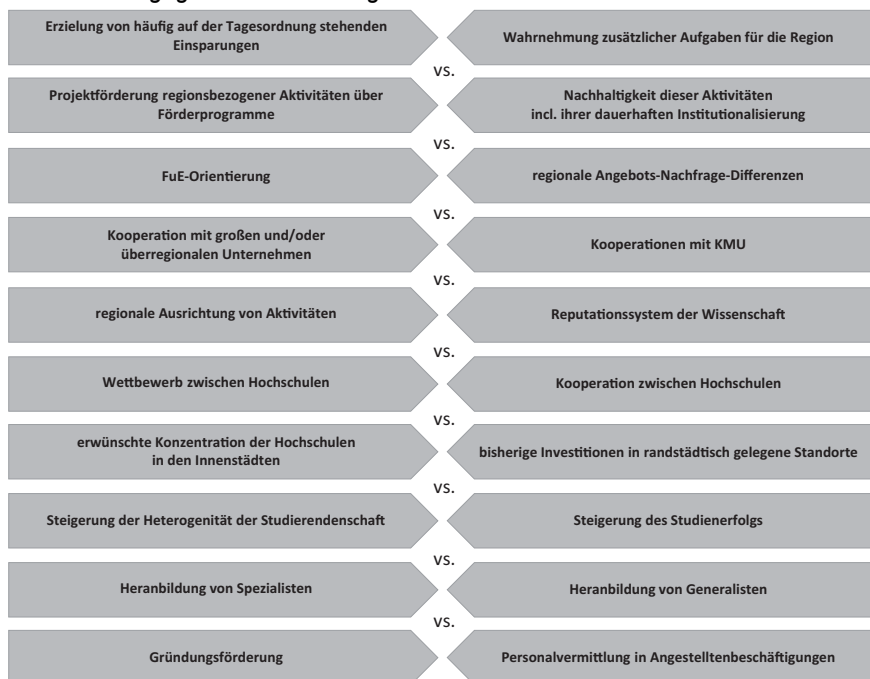 Erzielung von häufig auf der Tagesordnung stehenden
Einsparungen
Wahrnehmung zusätzlicher Aufgaben für die Region
vs.
Projektförderung regionsbezogener Aktivitäten über
Förderprogramme
Nachhaltigkeit dieser Aktivitäten
incl. ihrer dauerhaften Institutionalisierung
vs.
FuE-Orientierung
regionale Angebots-Nachfrage-Differenzen
vs.
Kooperation mit großen und/oder
überregionalen Unternehmen
Kooperationen mit KMU
vs.
regionale Ausrichtung von Aktivitäten
Reputationssystem der Wissenschaft
vs.
Wettbewerb zwischen Hochschulen
Kooperation zwischen Hochschulen
vs.
erwünschte Konzentration der Hochschulen
in den Innenstädten
bisherige Investitionen in randstädtisch gelegene Standorte
vs.
Steigerung der Heterogenität der Studierendenschaft
Steigerung des Studienerfolgs
vs.
Heranbildung von Spezialisten
Heranbildung von Generalisten
vs.
Gründungsförderung
Personalvermittlung in Angestelltenbeschäftigungen